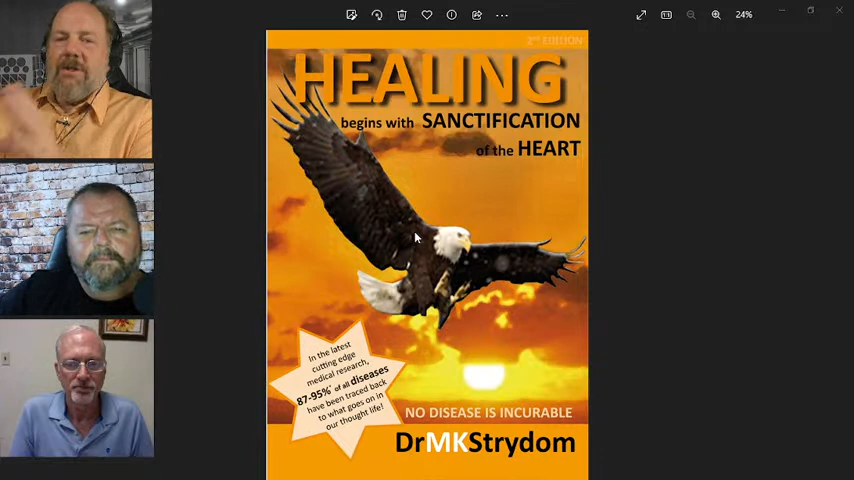 24%
2ND EDITION
HEALING
begins with SANCTIFICATION
of the HEART
In the latest
cutting edge
medical research,
87-95%* of all diseases
have been traced back
to what goes on in
our thought life!
NO DISEASE IS INCURABLE
DrMKStrydom